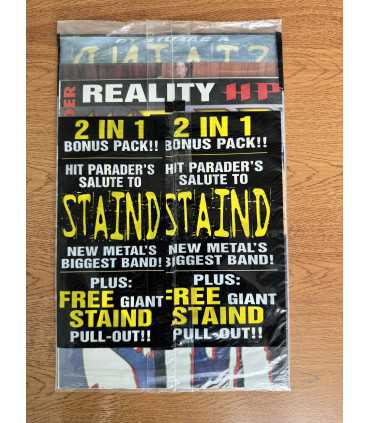 REALITY HP
2 IN 1
BONUS PACK!!
HIT PARADER'S
SALUTE TO
STAIND
NEW METAL'S
BIGGEST BAND!
PLUS:
FREE GIANT
STAIND
PULL-OUT!!
2 IN 1
BONUS PACK!!
HIT PARADER'S
SALUTE TO
STAIND
NEW METAL'S
BIGGEST BAND!
PLUS:
FREE GIANT
STAIND
PULL-OUT!!